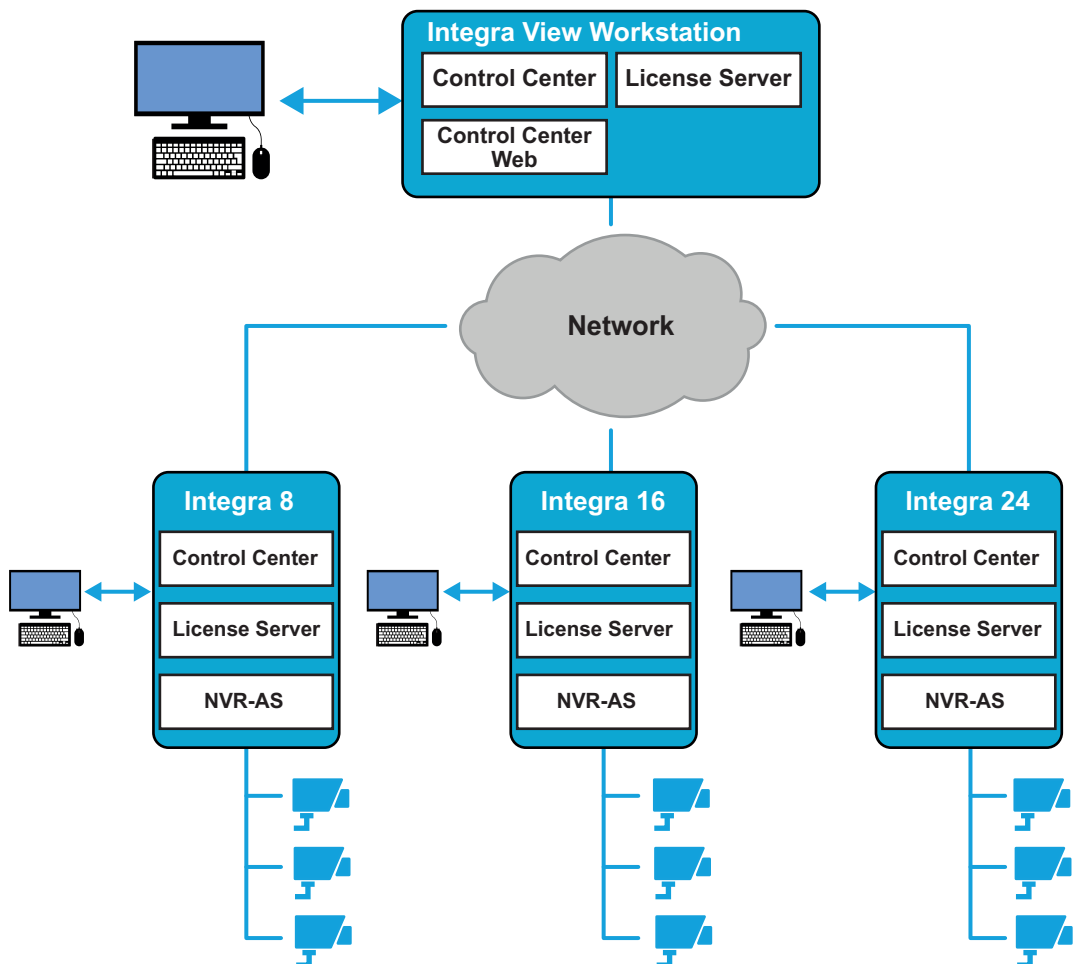 Integra View Workstation
Control Center
License Server
Control Center
Web
Network
Integra 8
Control Center
License Server
NVR-AS
Integra 16
Control Center
License Server
NVR-AS
Integra 24
Control Center
License Server
NVR-AS